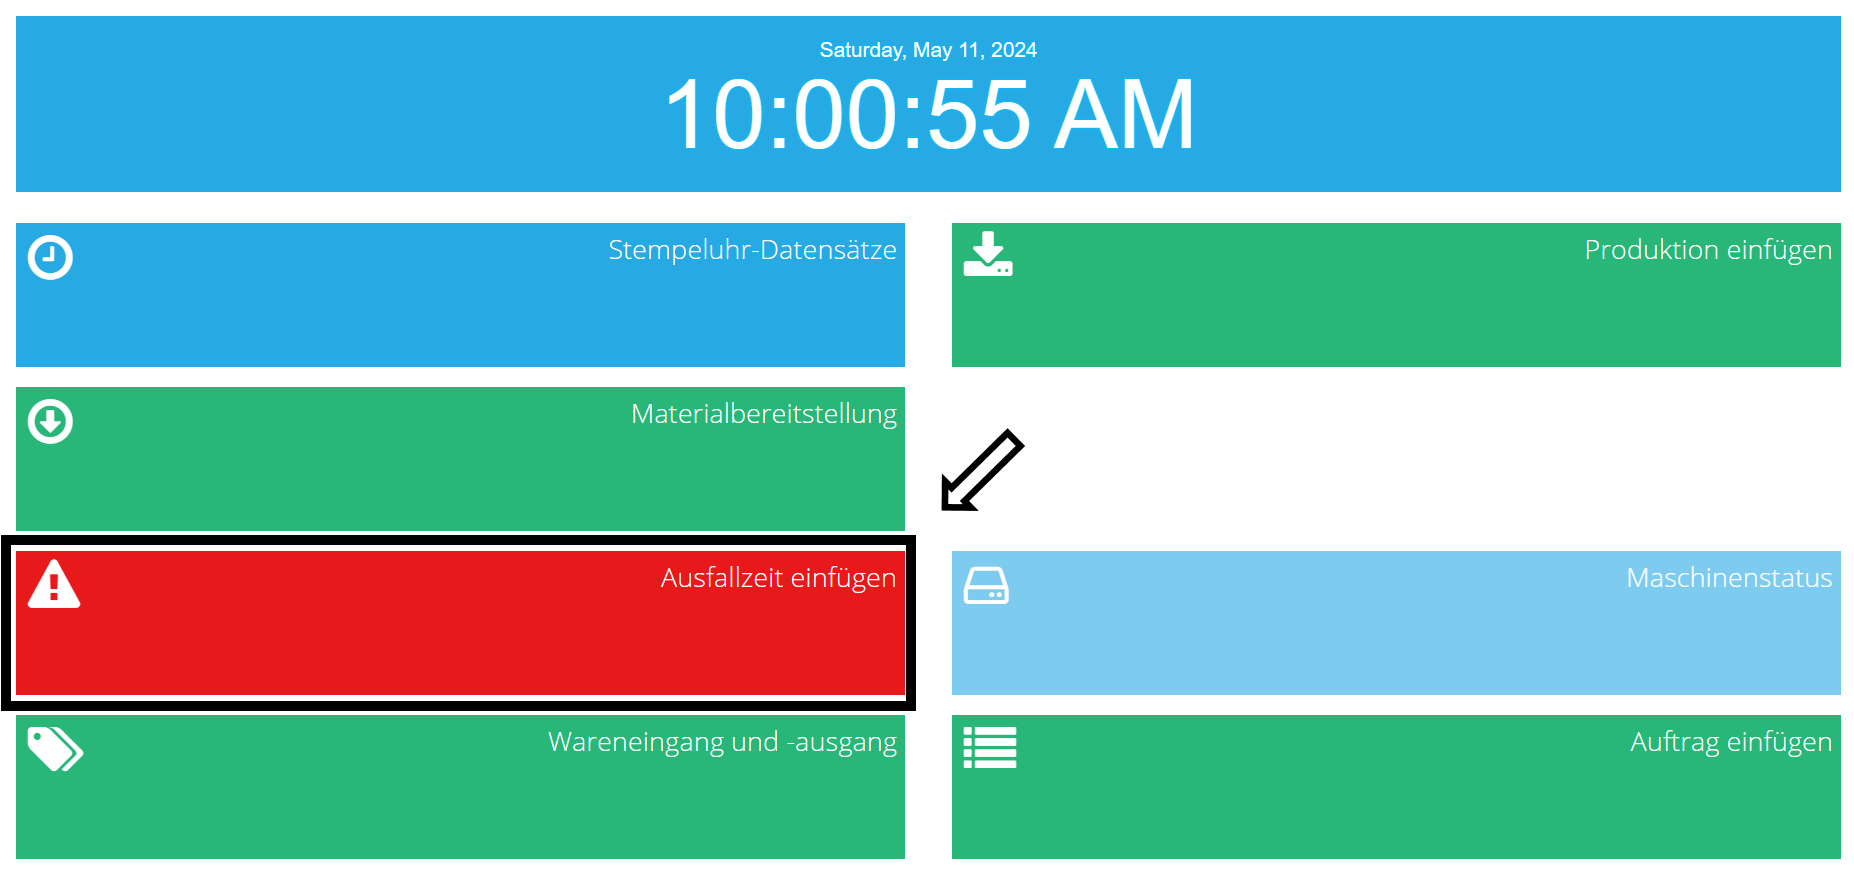 Saturday, May 11, 2024
10:00:55 AM
Stempeluhr-Datensätze
Produktion einfügen
Materialbereitstellung
Ausfallzeit einfügen
Maschinenstatus
Wareneingang und -ausgang
Auftrag einfügen